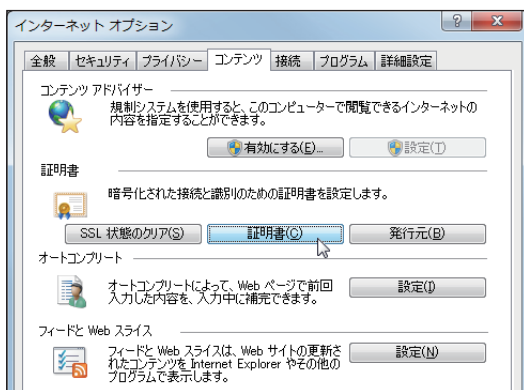 インターネット オプション
全般 セキュリティ プライバシー コンテンツ 接続 プログラム 詳細設定
コンテンツ アドバイザー
規制システムを使用すると、このコンピューターで閲覧できるインターネットの
内容を指定することができます。
有効にする(E)... 設定(T)
証明書
暗号化された接続と識別のための証明書を設定します。
SSL 状態のクリア(S) 証明書(C) 発行元(B)
オートコンプリート
オートコンプリートによって、Web ページで前回
入力した内容を、入力中に補完できます。
設定(I)
フィードと Web スライス
フィードと Web スライスは、Web サイトの更新さ
れたコンテンツを Internet Explorer やその他の
プログラムで表示します。
設定(N)